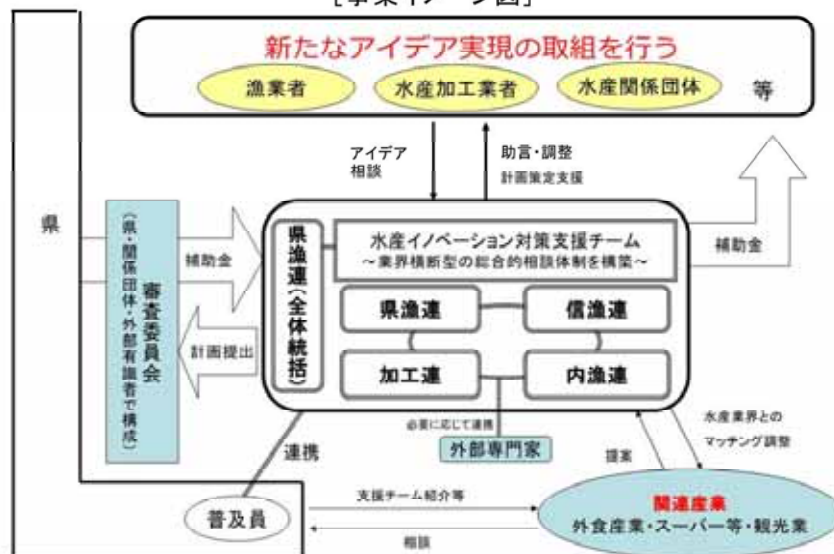 [事業イメージ図]
新たなアイデア実現の取組を行う
漁業者
水産加工業者
水産関係団体
等
アイデア
相談
助言・調整
計画策定支援
県
審査委員会
(県・関係団体・外部有識者で構成)
補助金
計画提出
県漁連(全体統括)
水産イノベーション対策支援チーム
~業界横断型の総合的相談体制を構築~
県漁連
信漁連
加工連
内漁連
補助金
必要に応じて連携
外部専門家
連携
普及員
支援チーム紹介等
相談
提案
水産業界との
マッチング調整
関連産業
外食産業・スーパー等・観光業